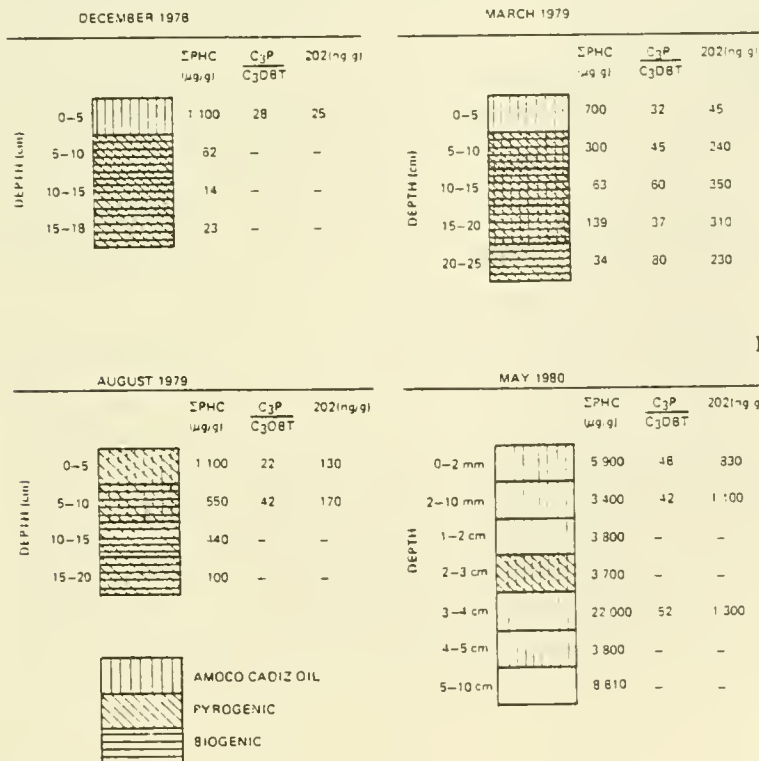 DECEMBER 1978
ΣPHC C3P 202(ng g)
(µg/g) C3DBT
DEPTH (cm)
0-5 1 100 28 25
5-10 62 – –
10-15 14 – –
15-18 23 – –
MARCH 1979
ΣPHC C3P 202(ng g)
(µg g) C3DBT
DEPTH (cm)
0-5 700 32 45
5-10 300 45 240
10-15 63 60 350
15-20 139 37 310
20-25 34 80 230
AUGUST 1979
ΣPHC C3P 202(ng/g)
(µg/g) C3DBT
DEPTH (cm)
0-5 1 100 22 130
5-10 550 42 170
10-15 440 – –
15-20 100 – –
MAY 1980
ΣPHC C3P 202(ng g)
(µg/g) C3DBT
DEPTH
0-2 mm 5 900 48 830
2-10 mm 3 400 42 1 100
1-2 cm 3 800 – –
2-3 cm 3 700 – –
3-4 cm 22 000 52 1 300
4-5 cm 3 800 – –
5-10 cm 8 810 – –
AMOCO CADIZ OIL
PYROGENIC
BIOGENIC